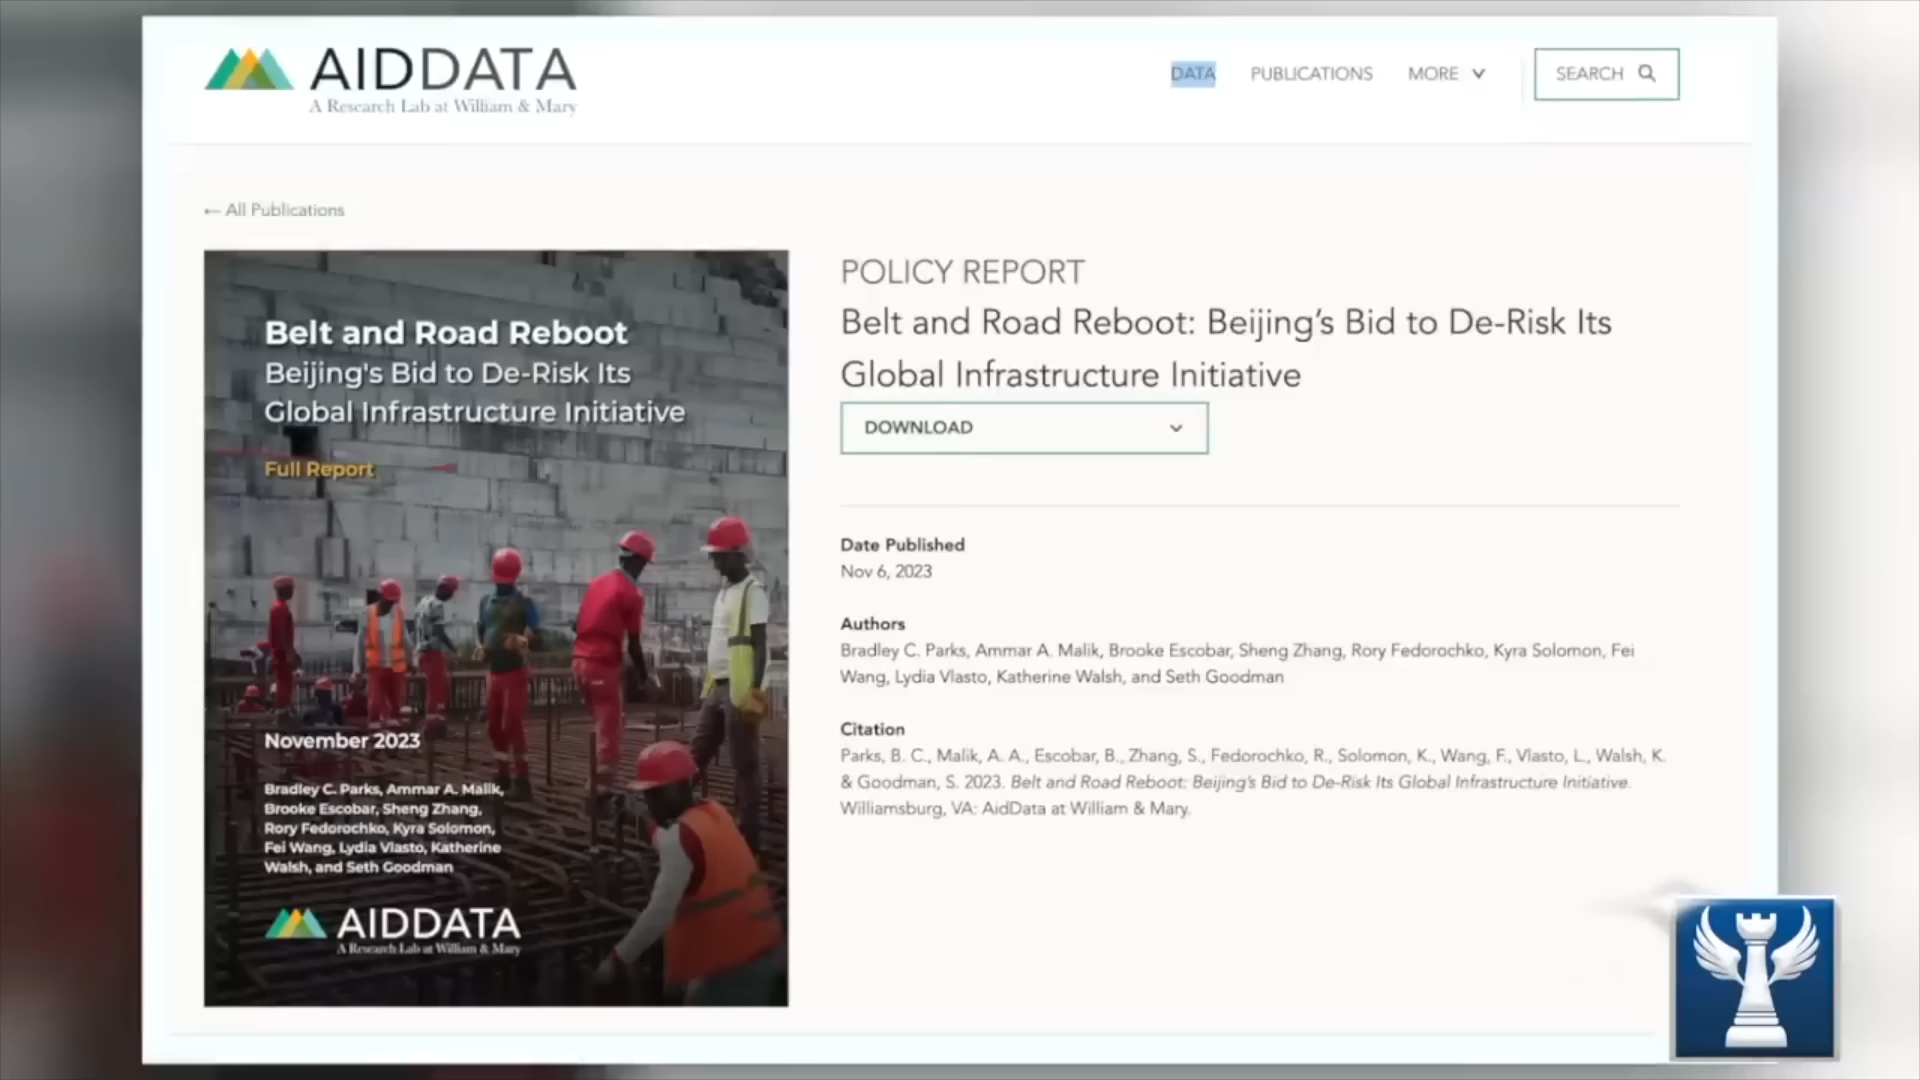 AIDDATA
A Research Lab at William & Mary
DATA
PUBLICATIONS
MORE
SEARCH
← All Publications
Belt and Road Reboot
Beijing's Bid to De-Risk Its
Global Infrastructure Initiative
Full Report
November 2023
Bradley C. Parks, Ammar A. Malik,
Brooke Escobar, Sheng Zhang,
Rory Fedorochko, Kyra Solomon,
Fei Wang, Lydia Vlasto, Katherine
Walsh, and Seth Goodman
AIDDATA
A Research Lab at William & Mary
POLICY REPORT
Belt and Road Reboot: Beijing’s Bid to De-Risk Its
Global Infrastructure Initiative
DOWNLOAD
Date Published
Nov 6, 2023
Authors
Bradley C. Parks, Ammar A. Malik, Brooke Escobar, Sheng Zhang, Rory Fedorochko, Kyra Solomon, Fei
Wang, Lydia Vlasto, Katherine Walsh, and Seth Goodman
Citation
Parks, B. C., Malik, A. A., Escobar, B., Zhang, S., Fedorochko, R., Solomon, K., Wang, F., Vlasto, L., Walsh, K.
& Goodman, S. 2023. Belt and Road Reboot: Beijing’s Bid to De-Risk Its Global Infrastructure Initiative.
Williamsburg, VA: AidData at William & Mary.